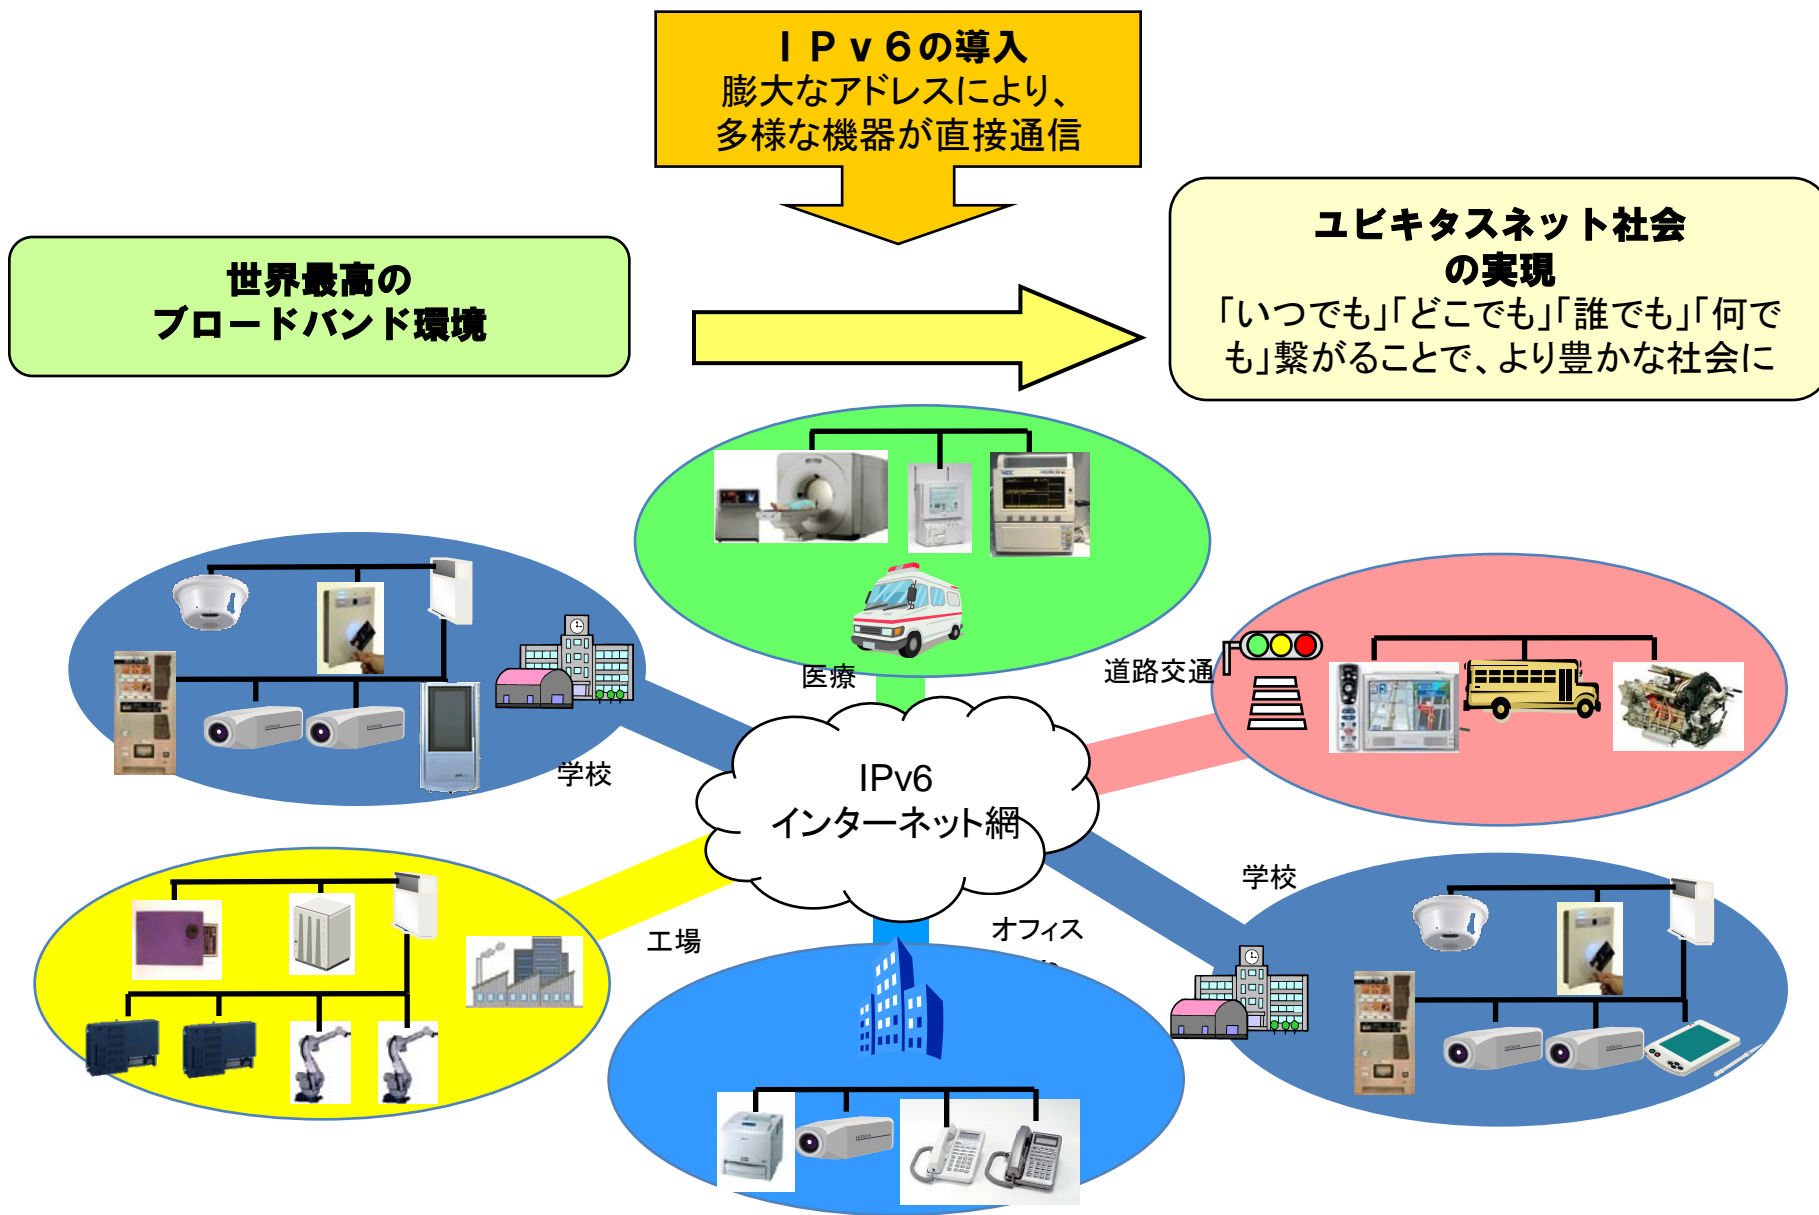 ＩＰｖ６の導入
膨大なアドレスにより、
多様な機器が直接通信
世界最高の
ブロードバンド環境
ユビキタスネット社会
の実現
「いつでも」「どこでも」「誰でも」「何で
も」繋がることで、より豊かな社会に
医療
道路交通
学校
IPv6
インターネット網
学校
工場
オフィス
NEC